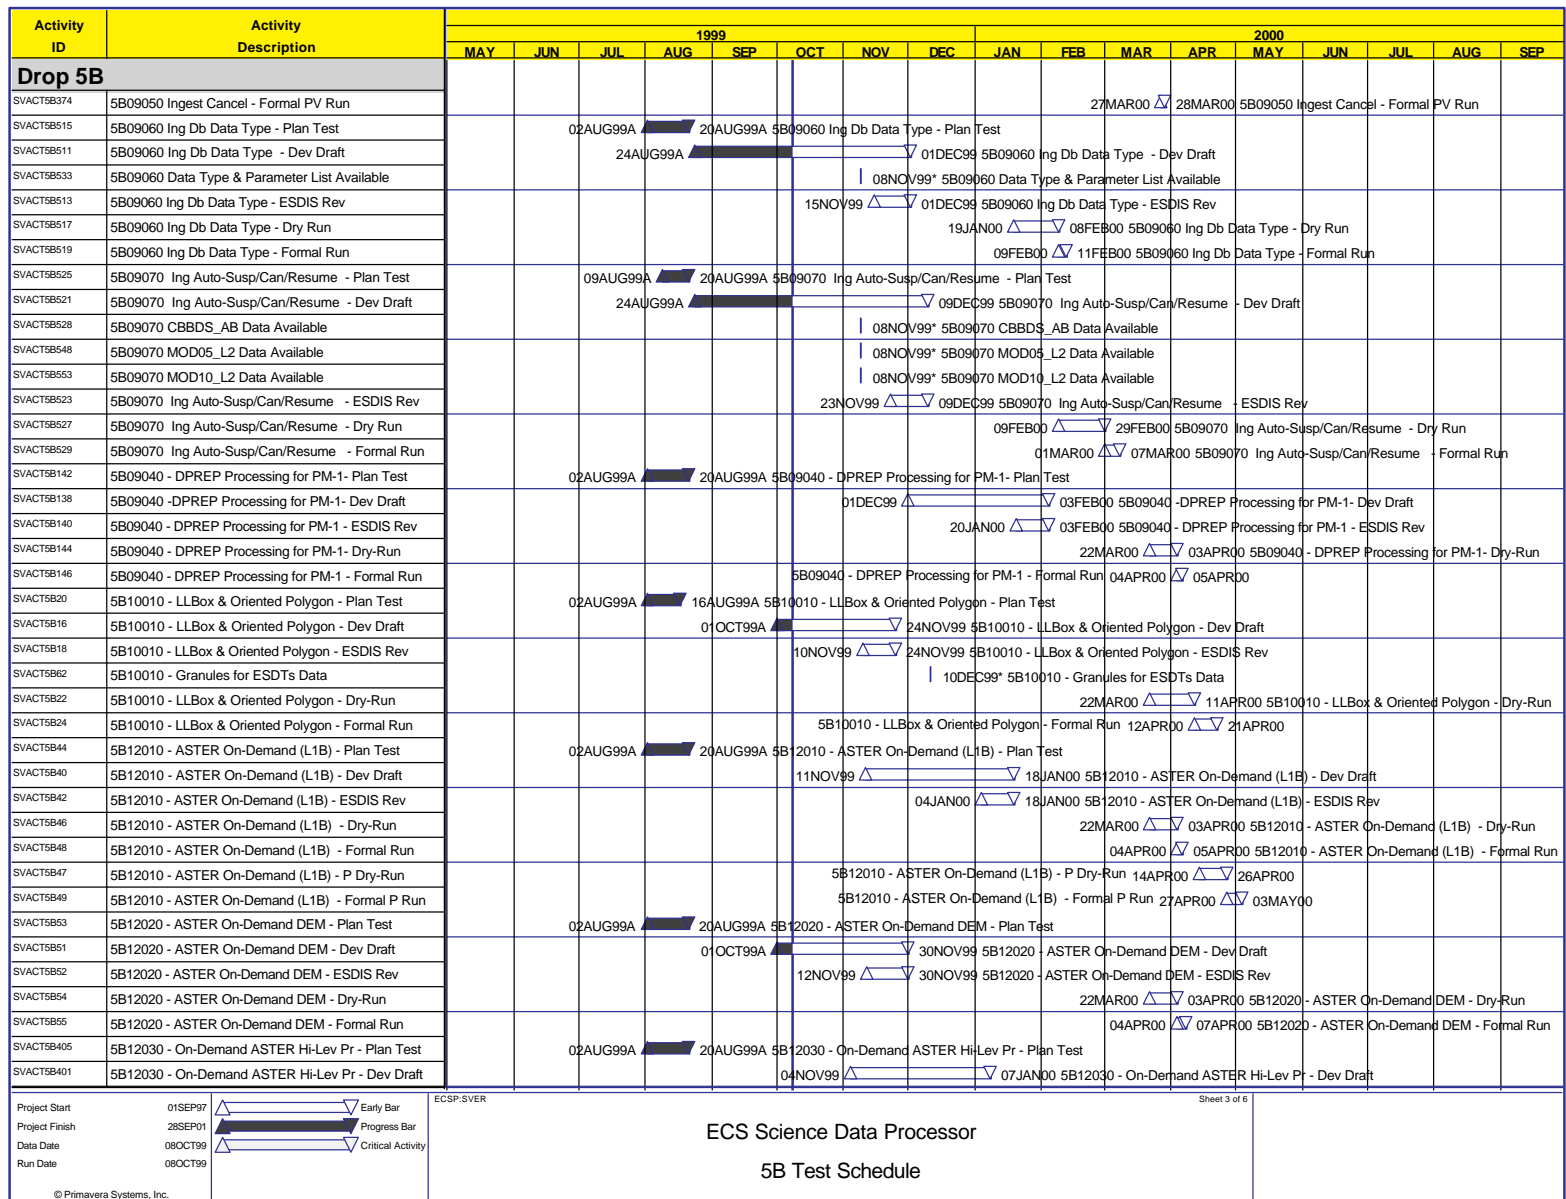 Activity Activity 1999 2000
ID Description MAY JUN JUL AUG SEP OCT NOV DEC JAN FEB MAR APR MAY JUN JUL AUG SEP
Drop 5B
SVACT5B374 5B09050 Ingest Cancel - Formal PV Run 27MAR00 28MAR00 5B09050 Ingest Cancel - Formal PV Run
SVACT5B515 5B09060 Ing Db Data Type - Plan Test 02AUG99A 20AUG99A 5B09060 Ing Db Data Type - Plan Test
SVACT5B511 5B09060 Ing Db Data Type - Dev Draft 24AUG99A 01DEC99 5B09060 Ing Db Data Type - Dev Draft
SVACT5B533 5B09060 Data Type & Parameter List Available 08NOV99* 5B09060 Data Type & Parameter List Available
SVACT5B513 5B09060 Ing Db Data Type - ESDIS Rev 15NOV99 01DEC99 5B09060 Ing Db Data Type - ESDIS Rev
SVACT5B517 5B09060 Ing Db Data Type - Dry Run 19JAN00 08FEB00 5B09060 Ing Db Data Type - Dry Run
SVACT5B519 5B09060 Ing Db Data Type - Formal Run 09FEB00 11FEB00 5B09060 Ing Db Data Type - Formal Run
SVACT5B525 5B09070 Ing Auto-Susp/Can/Resume - Plan Test 09AUG99A 20AUG99A 5B09070 Ing Auto-Susp/Can/Resume - Plan Test
SVACT5B521 5B09070 Ing Auto-Susp/Can/Resume - Dev Draft 24AUG99A 09DEC99 5B09070 Ing Auto-Susp/Can/Resume - Dev Draft
SVACT5B528 5B09070 CBBDS_AB Data Available 08NOV99* 5B09070 CBBDS_AB Data Available
SVACT5B548 5B09070 MOD05_L2 Data Available 08NOV99* 5B09070 MOD05_L2 Data Available
SVACT5B553 5B09070 MOD10_L2 Data Available 08NOV99* 5B09070 MOD10_L2 Data Available
SVACT5B523 5B09070 Ing Auto-Susp/Can/Resume - ESDIS Rev 23NOV99 09DEC99 5B09070 Ing Auto-Susp/Can/Resume - ESDIS Rev
SVACT5B527 5B09070 Ing Auto-Susp/Can/Resume - Dry Run 09FEB00 29FEB00 5B09070 Ing Auto-Susp/Can/Resume - Dry Run
SVACT5B529 5B09070 Ing Auto-Susp/Can/Resume - Formal Run 01MAR00 07MAR00 5B09070 Ing Auto-Susp/Can/Resume - Formal Run
SVACT5B142 5B09040 - DPREP Processing for PM-1- Plan Test 02AUG99A 20AUG99A 5B09040 - DPREP Processing for PM-1- Plan Test
SVACT5B138 5B09040 -DPREP Processing for PM-1- Dev Draft 01DEC99 03FEB00 5B09040 -DPREP Processing for PM-1- Dev Draft
SVACT5B140 5B09040 - DPREP Processing for PM-1 - ESDIS Rev 20JAN00 03FEB00 5B09040 - DPREP Processing for PM-1 - ESDIS Rev
SVACT5B144 5B09040 - DPREP Processing for PM-1- Dry-Run 22MAR00 03APR00 5B09040 - DPREP Processing for PM-1- Dry-Run
SVACT5B146 5B09040 - DPREP Processing for PM-1 - Formal Run 5B09040 - DPREP Processing for PM-1 - Formal Run 04APR00 05APR00
SVACT5B20 5B10010 - LLBox & Oriented Polygon - Plan Test 02AUG99A 16AUG99A 5B10010 - LLBox & Oriented Polygon - Plan Test
SVACT5B16 5B10010 - LLBox & Oriented Polygon - Dev Draft 01OCT99A 24NOV99 5B10010 - LLBox & Oriented Polygon - Dev Draft
SVACT5B18 5B10010 - LLBox & Oriented Polygon - ESDIS Rev 10NOV99 24NOV99 5B10010 - LLBox & Oriented Polygon - ESDIS Rev
SVACT5B62 5B10010 - Granules for ESDTs Data 10DEC99* 5B10010 - Granules for ESDTs Data
SVACT5B22 5B10010 - LLBox & Oriented Polygon - Dry-Run 22MAR00 11APR00 5B10010 - LLBox & Oriented Polygon - Dry-Run
SVACT5B24 5B10010 - LLBox & Oriented Polygon - Formal Run 5B10010 - LLBox & Oriented Polygon - Formal Run 12APR00 21APR00
SVACT5B44 5B12010 - ASTER On-Demand (L1B) - Plan Test 02AUG99A 20AUG99A 5B12010 - ASTER On-Demand (L1B) - Plan Test
SVACT5B40 5B12010 - ASTER On-Demand (L1B) - Dev Draft 11NOV99 18JAN00 5B12010 - ASTER On-Demand (L1B) - Dev Draft
SVACT5B42 5B12010 - ASTER On-Demand (L1B) - ESDIS Rev 04JAN00 18JAN00 5B12010 - ASTER On-Demand (L1B) - ESDIS Rev
SVACT5B46 5B12010 - ASTER On-Demand (L1B) - Dry-Run 22MAR00 03APR00 5B12010 - ASTER On-Demand (L1B) - Dry-Run
SVACT5B48 5B12010 - ASTER On-Demand (L1B) - Formal Run 04APR00 05APR00 5B12010 - ASTER On-Demand (L1B) - Formal Run
SVACT5B47 5B12010 - ASTER On-Demand (L1B) - P Dry-Run 5B12010 - ASTER On-Demand (L1B) - P Dry-Run 14APR00 26APR00
SVACT5B49 5B12010 - ASTER On-Demand (L1B) - Formal P Run 5B12010 - ASTER On-Demand (L1B) - Formal P Run 27APR00 03MAY00
SVACT5B53 5B12020 - ASTER On-Demand DEM - Plan Test 02AUG99A 20AUG99A 5B12020 - ASTER On-Demand DEM - Plan Test
SVACT5B51 5B12020 - ASTER On-Demand DEM - Dev Draft 01OCT99A 30NOV99 5B12020 - ASTER On-Demand DEM - Dev Draft
SVACT5B52 5B12020 - ASTER On-Demand DEM - ESDIS Rev 12NOV99 30NOV99 5B12020 - ASTER On-Demand DEM - ESDIS Rev
SVACT5B54 5B12020 - ASTER On-Demand DEM - Dry-Run 22MAR00 03APR00 5B12020 - ASTER On-Demand DEM - Dry-Run
SVACT5B55 5B12020 - ASTER On-Demand DEM - Formal Run 04APR00 07APR00 5B12020 - ASTER On-Demand DEM - Formal Run
SVACT5B405 5B12030 - On-Demand ASTER Hi-Lev Pr - Plan Test 02AUG99A 20AUG99A 5B12030 - On-Demand ASTER Hi-Lev Pr - Plan Test
SVACT5B401 5B12030 - On-Demand ASTER Hi-Lev Pr - Dev Draft 04NOV99 07JAN00 5B12030 - On-Demand ASTER Hi-Lev Pr - Dev Draft
Project Start 01SEP97 Early Bar
Project Finish 28SEP01 Progress Bar
Data Date 08OCT99 Critical Activity
Run Date 08OCT99
© Primavera Systems, Inc.
ECSP:SVER
Sheet 3 of 6
ECS Science Data Processor
5B Test Schedule